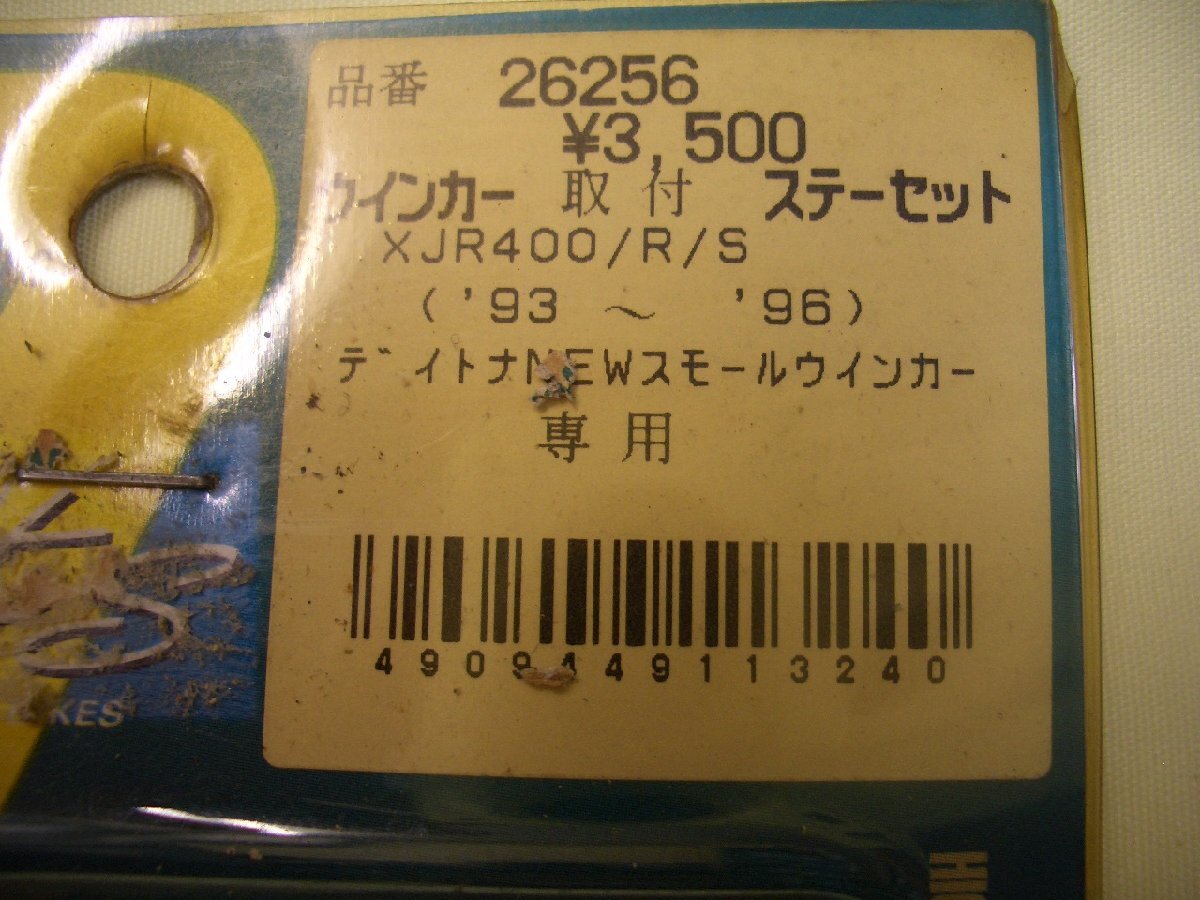 品番 26256
¥3,500
ウインカー 取付 ステーセット
XJR400/R/S
('93 ～ '96)
デイトナNEWスモールウインカー
専用
4909449113240